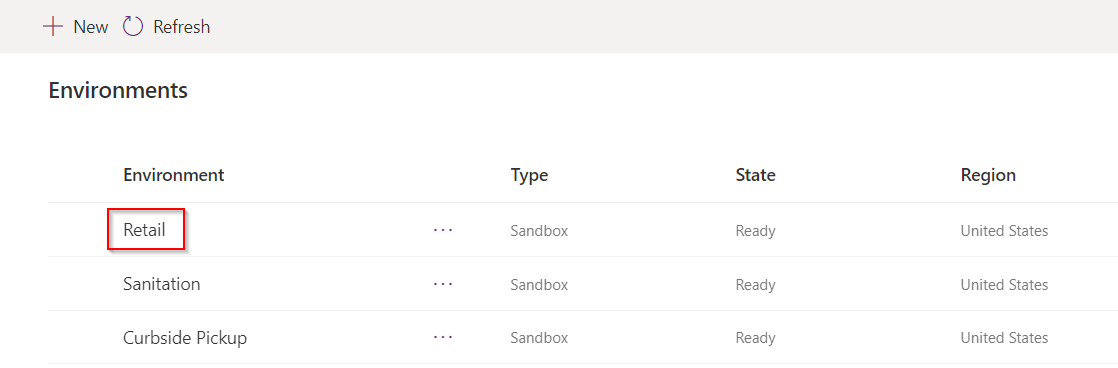 New Refresh
Environments
Environment Type State Region
Retail ... Sandbox Ready United States
Sanitation ... Sandbox Ready United States
Curbside Pickup ... Sandbox Ready United States